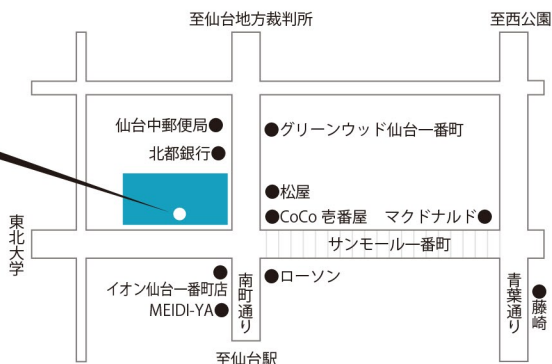 至仙台地方裁判所
至西公園
仙台中郵便局
グリーンウッド仙台一番町
北都銀行
松屋
CoCo 壱番屋
マクドナルド
東北大学
サンモール一番町
イオン仙台一番町店
ローソン
MEIDI-YA
南町通り
青葉通り
藤崎
至仙台駅